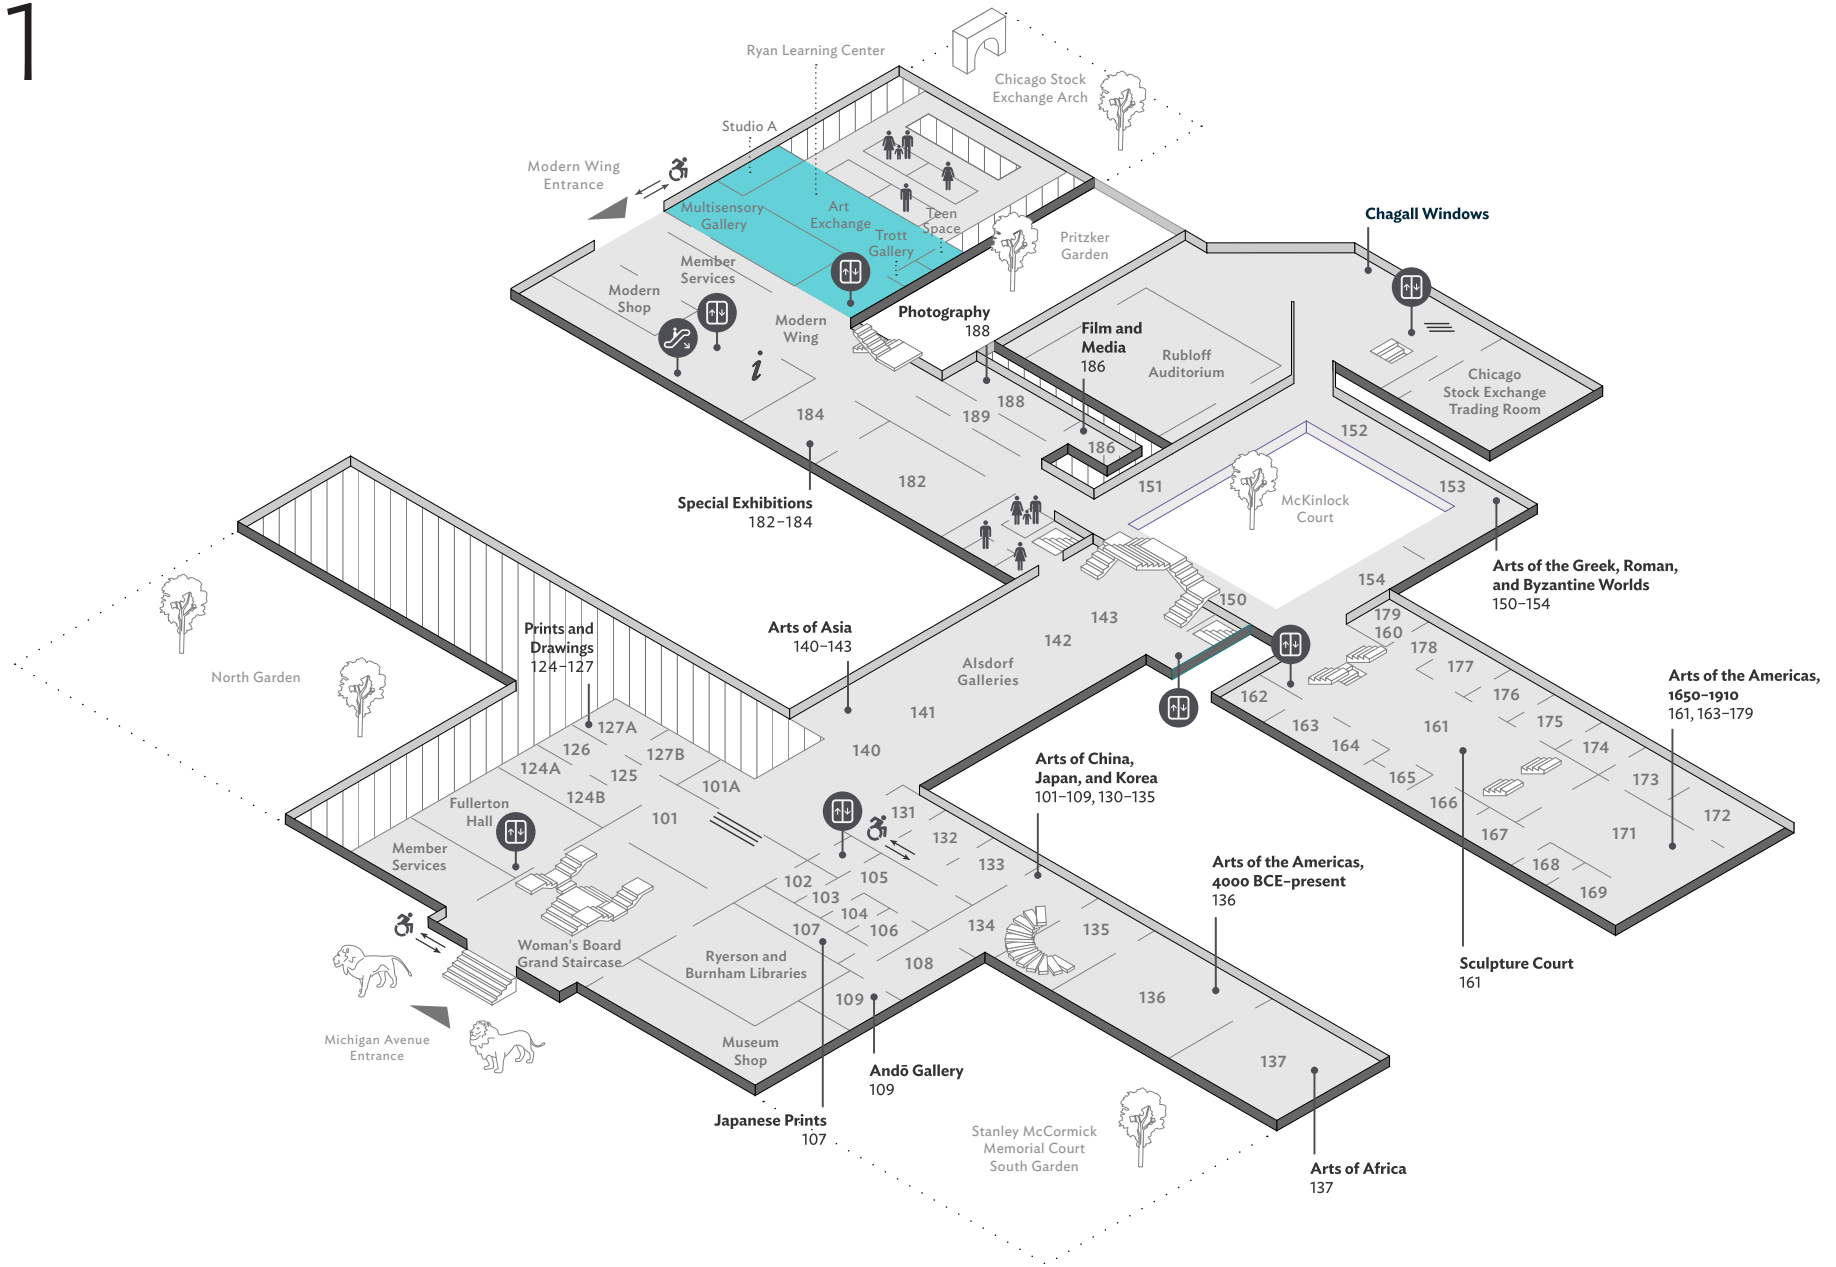 1
Ryan Learning Center
Chicago Stock
Exchange Arch
Studio A
Modern Wing
Entrance
Multisensory
Gallery
Art
Exchange
Teen
Space
Trott
Gallery
Pritzker
Garden
Chagall Windows
Member
Services
Modern
Shop
Modern
Wing
i
Photography
188
Film and
Media
186
Rubloff
Auditorium
Chicago
Stock Exchange
Trading Room
184
188
189
186
182
152
151
153
McKinlock
Court
Special Exhibitions
182–184
Arts of the Greek, Roman,
and Byzantine Worlds
150–154
154
150
143
142
141
140
Alsdorf
Galleries
Arts of Asia
140–143
Prints and
Drawings
124–127
North Garden
179
160
178
177
176
175
174
173
172
162
163
164
165
161
166
167
171
168
169
Arts of the Americas,
1650–1910
161, 163–179
127A
126
127B
124A
125
101A
124B
101
Fullerton
Hall
Member
Services
131
132
133
102
105
103
104
107
106
134
135
108
109
136
137
Arts of China,
Japan, and Korea
101–109, 130–135
Arts of the Americas,
4000 BCE–present
136
Sculpture Court
161
Woman's Board
Grand Staircase
Ryerson and
Burnham Libraries
Museum
Shop
Michigan Avenue
Entrance
Andō Gallery
109
Japanese Prints
107
Stanley McCormick
Memorial Court
South Garden
Arts of Africa
137